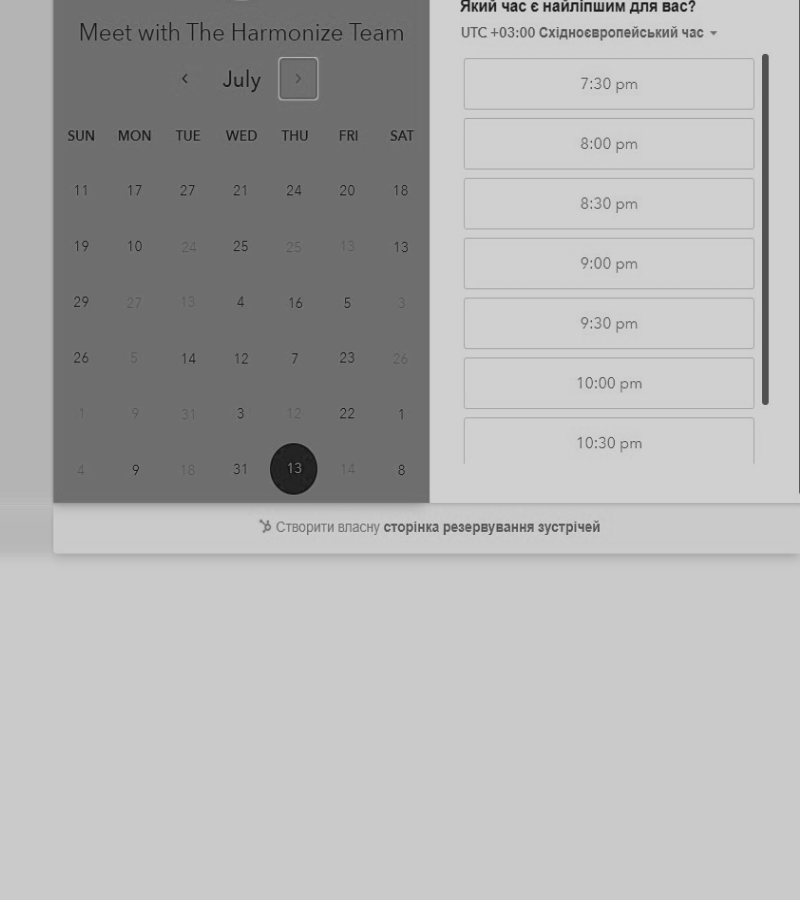 Meet with The Harmonize Team
July
SUN MON TUE WED THU FRI SAT
11 17 27 21 24 20 18
19 10 24 25 25 13 13
29 27 13 4 16 5 3
26 5 14 12 7 23 26
1 9 31 3 12 22 1
4 9 18 31 13 14 8
Який час є найліпшим для вас?
UTC +03:00 Східноєвропейський час
7:30 pm
8:00 pm
8:30 pm
9:00 pm
9:30 pm
10:00 pm
10:30 pm
Створити власну сторінка резервування зустрічей